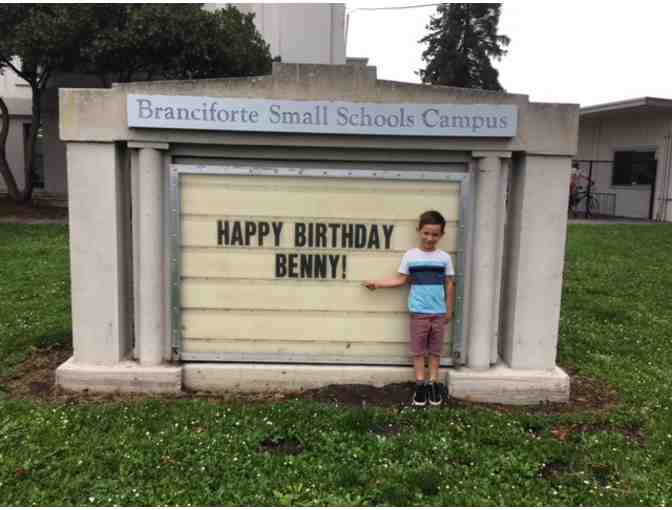 Branciforte Small Schools Campus
HAPPY BIRTHDAY
BENNY!